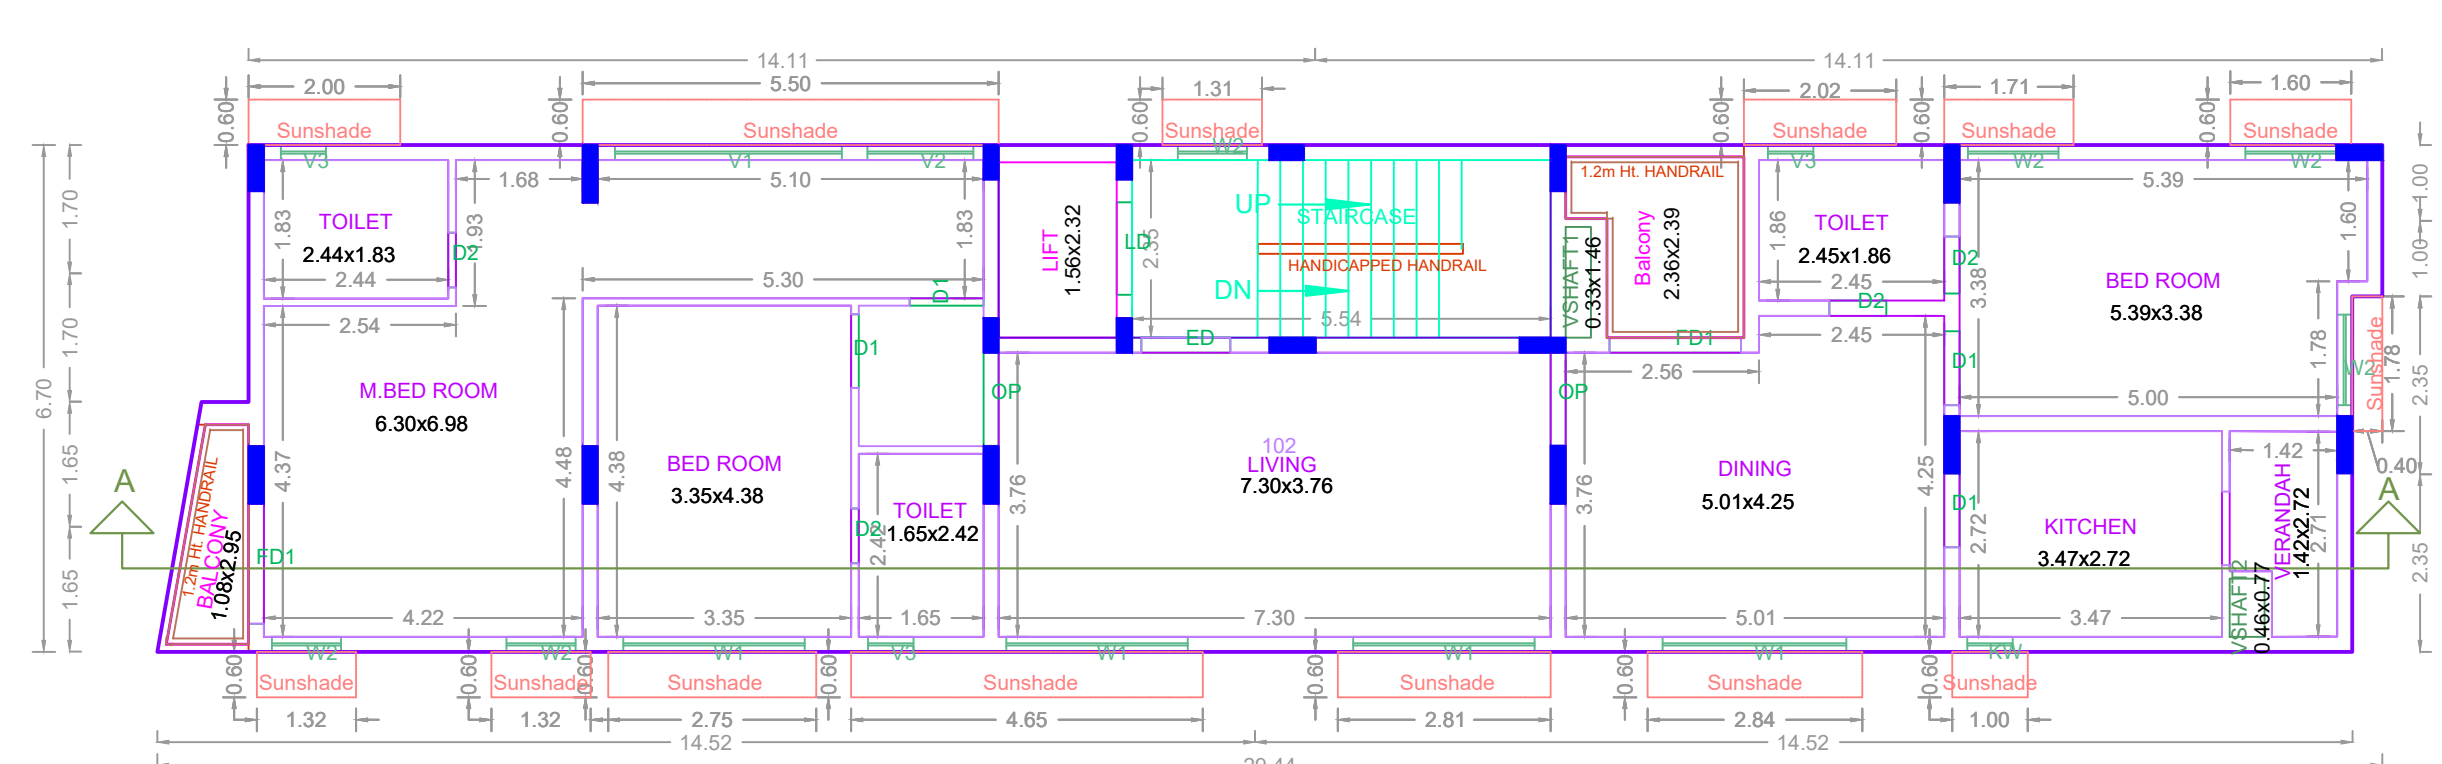 14.11
14.11
2.00
5.50
1.31
2.02
1.71
1.60
0.60
0.60
0.60
0.60
0.60
0.60
Sunshade
Sunshade
Sunshade
Sunshade
Sunshade
Sunshade
V3
V1
V2
W2
V3
W2
W2
1.2m Ht. HANDRAIL
1.68
5.10
5.39
6.70
1.70
1.70
1.65
1.65
1.00
1.00
2.35
2.35
TOILET
2.44x1.83
1.83
2.44
D2
1.93
1.83
5.30
D1
LIFT
1.56x2.32
LD
2.35
UP
STAIRCASE
HANDICAPPED HANDRAIL
DN
5.54
ED
VSHAFT1
0.33x1.46
Balcony
2.36x2.39
FD1
TOILET
2.45x1.86
1.86
2.45
D2
D2
3.38
BED ROOM
5.39x3.38
1.60
1.78
Sunshade
W2
1.78
2.54
D1
2.45
D1
2.56
M.BED ROOM
6.30x6.98
OP
OP
5.00
4.37
4.48
4.38
BED ROOM
3.35x4.38
102
LIVING
7.30x3.76
3.76
3.76
DINING
5.01x4.25
4.25
1.42
0.40
A
A
1.2m Ht. HANDRAIL
BALCONY
1.08x2.95
FD1
TOILET
1.65x2.42
D2
2.42
D1
2.72
KITCHEN
3.47x2.72
VERANDAH
1.42x2.72
2.71
VSHAFT2
0.46x0.77
4.22
3.35
1.65
7.30
5.01
3.47
W2
W2
W1
V3
W1
W1
W1
KW
0.60
0.60
0.60
0.60
0.60
0.60
0.60
Sunshade
Sunshade
Sunshade
Sunshade
Sunshade
Sunshade
Sunshade
1.32
1.32
2.75
4.65
2.81
2.84
1.00
14.52
14.52